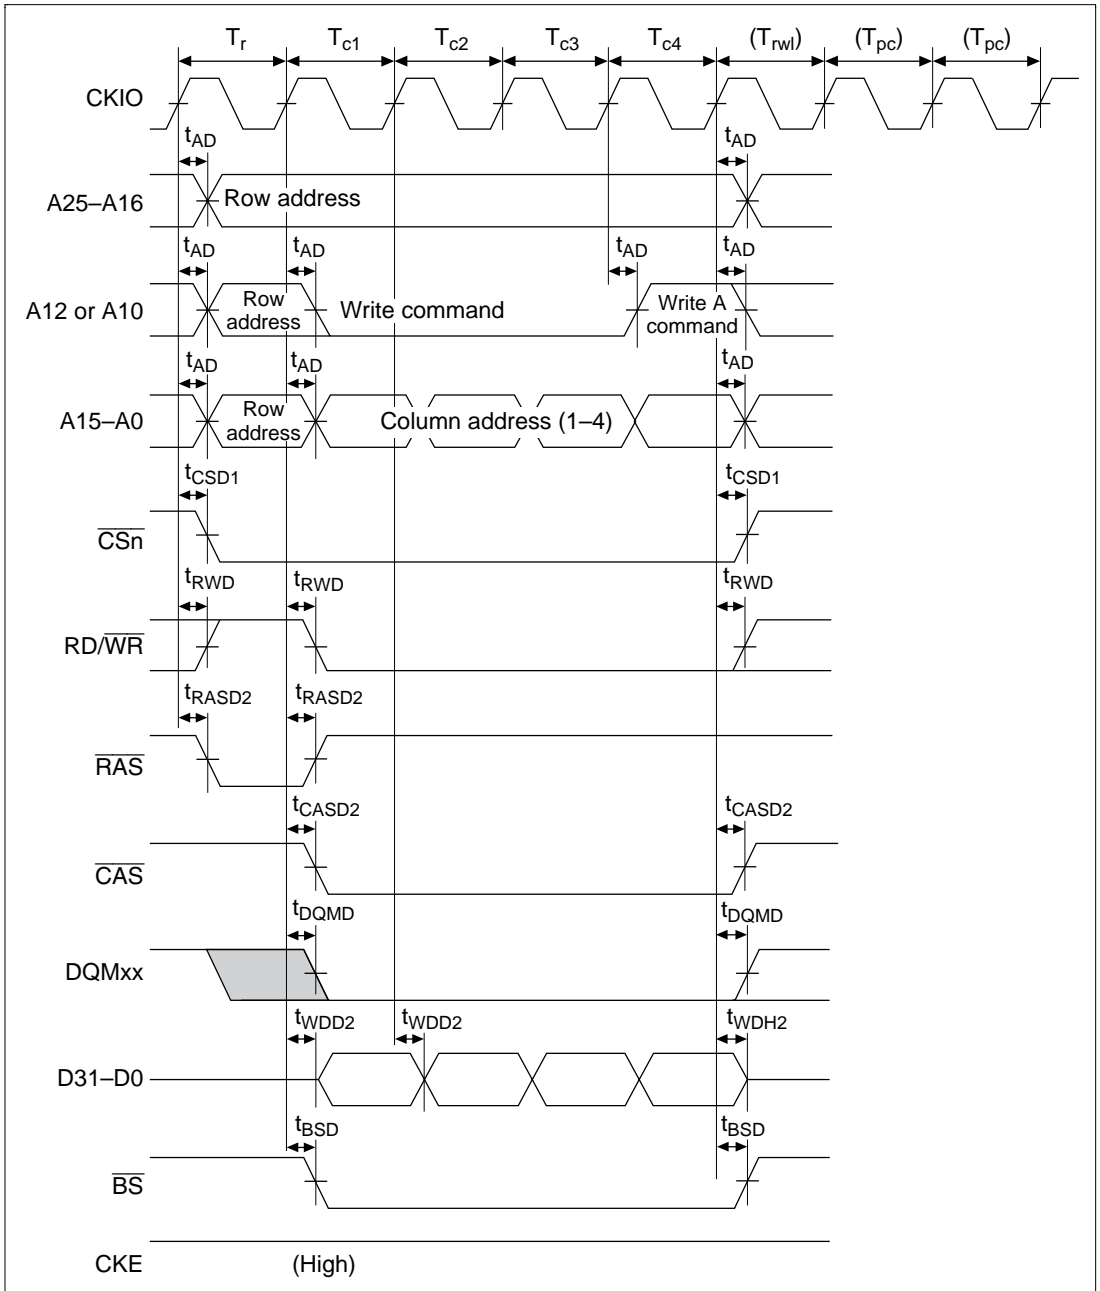 Tr Tc1 Tc2 Tc3 Tc4 (Trwl) (Tpc) (Tpc)
CKIO
tAD tAD
A25–A16 Row address
tAD tAD tAD tAD
A12 or A10 Row address Write command Write A command
tAD tAD tAD
A15–A0 Row address Column address (1–4)
tCSD1 tCSD1
CSn
tRWD tRWD tRWD
RD/WR
tRASD2 tRASD2
RAS
tCASD2 tCASD2
CAS
tDQMD tDQMD
DQMxx
tWDD2 tWDD2 tWDH2
D31–D0
tBSD tBSD
BS
CKE (High)